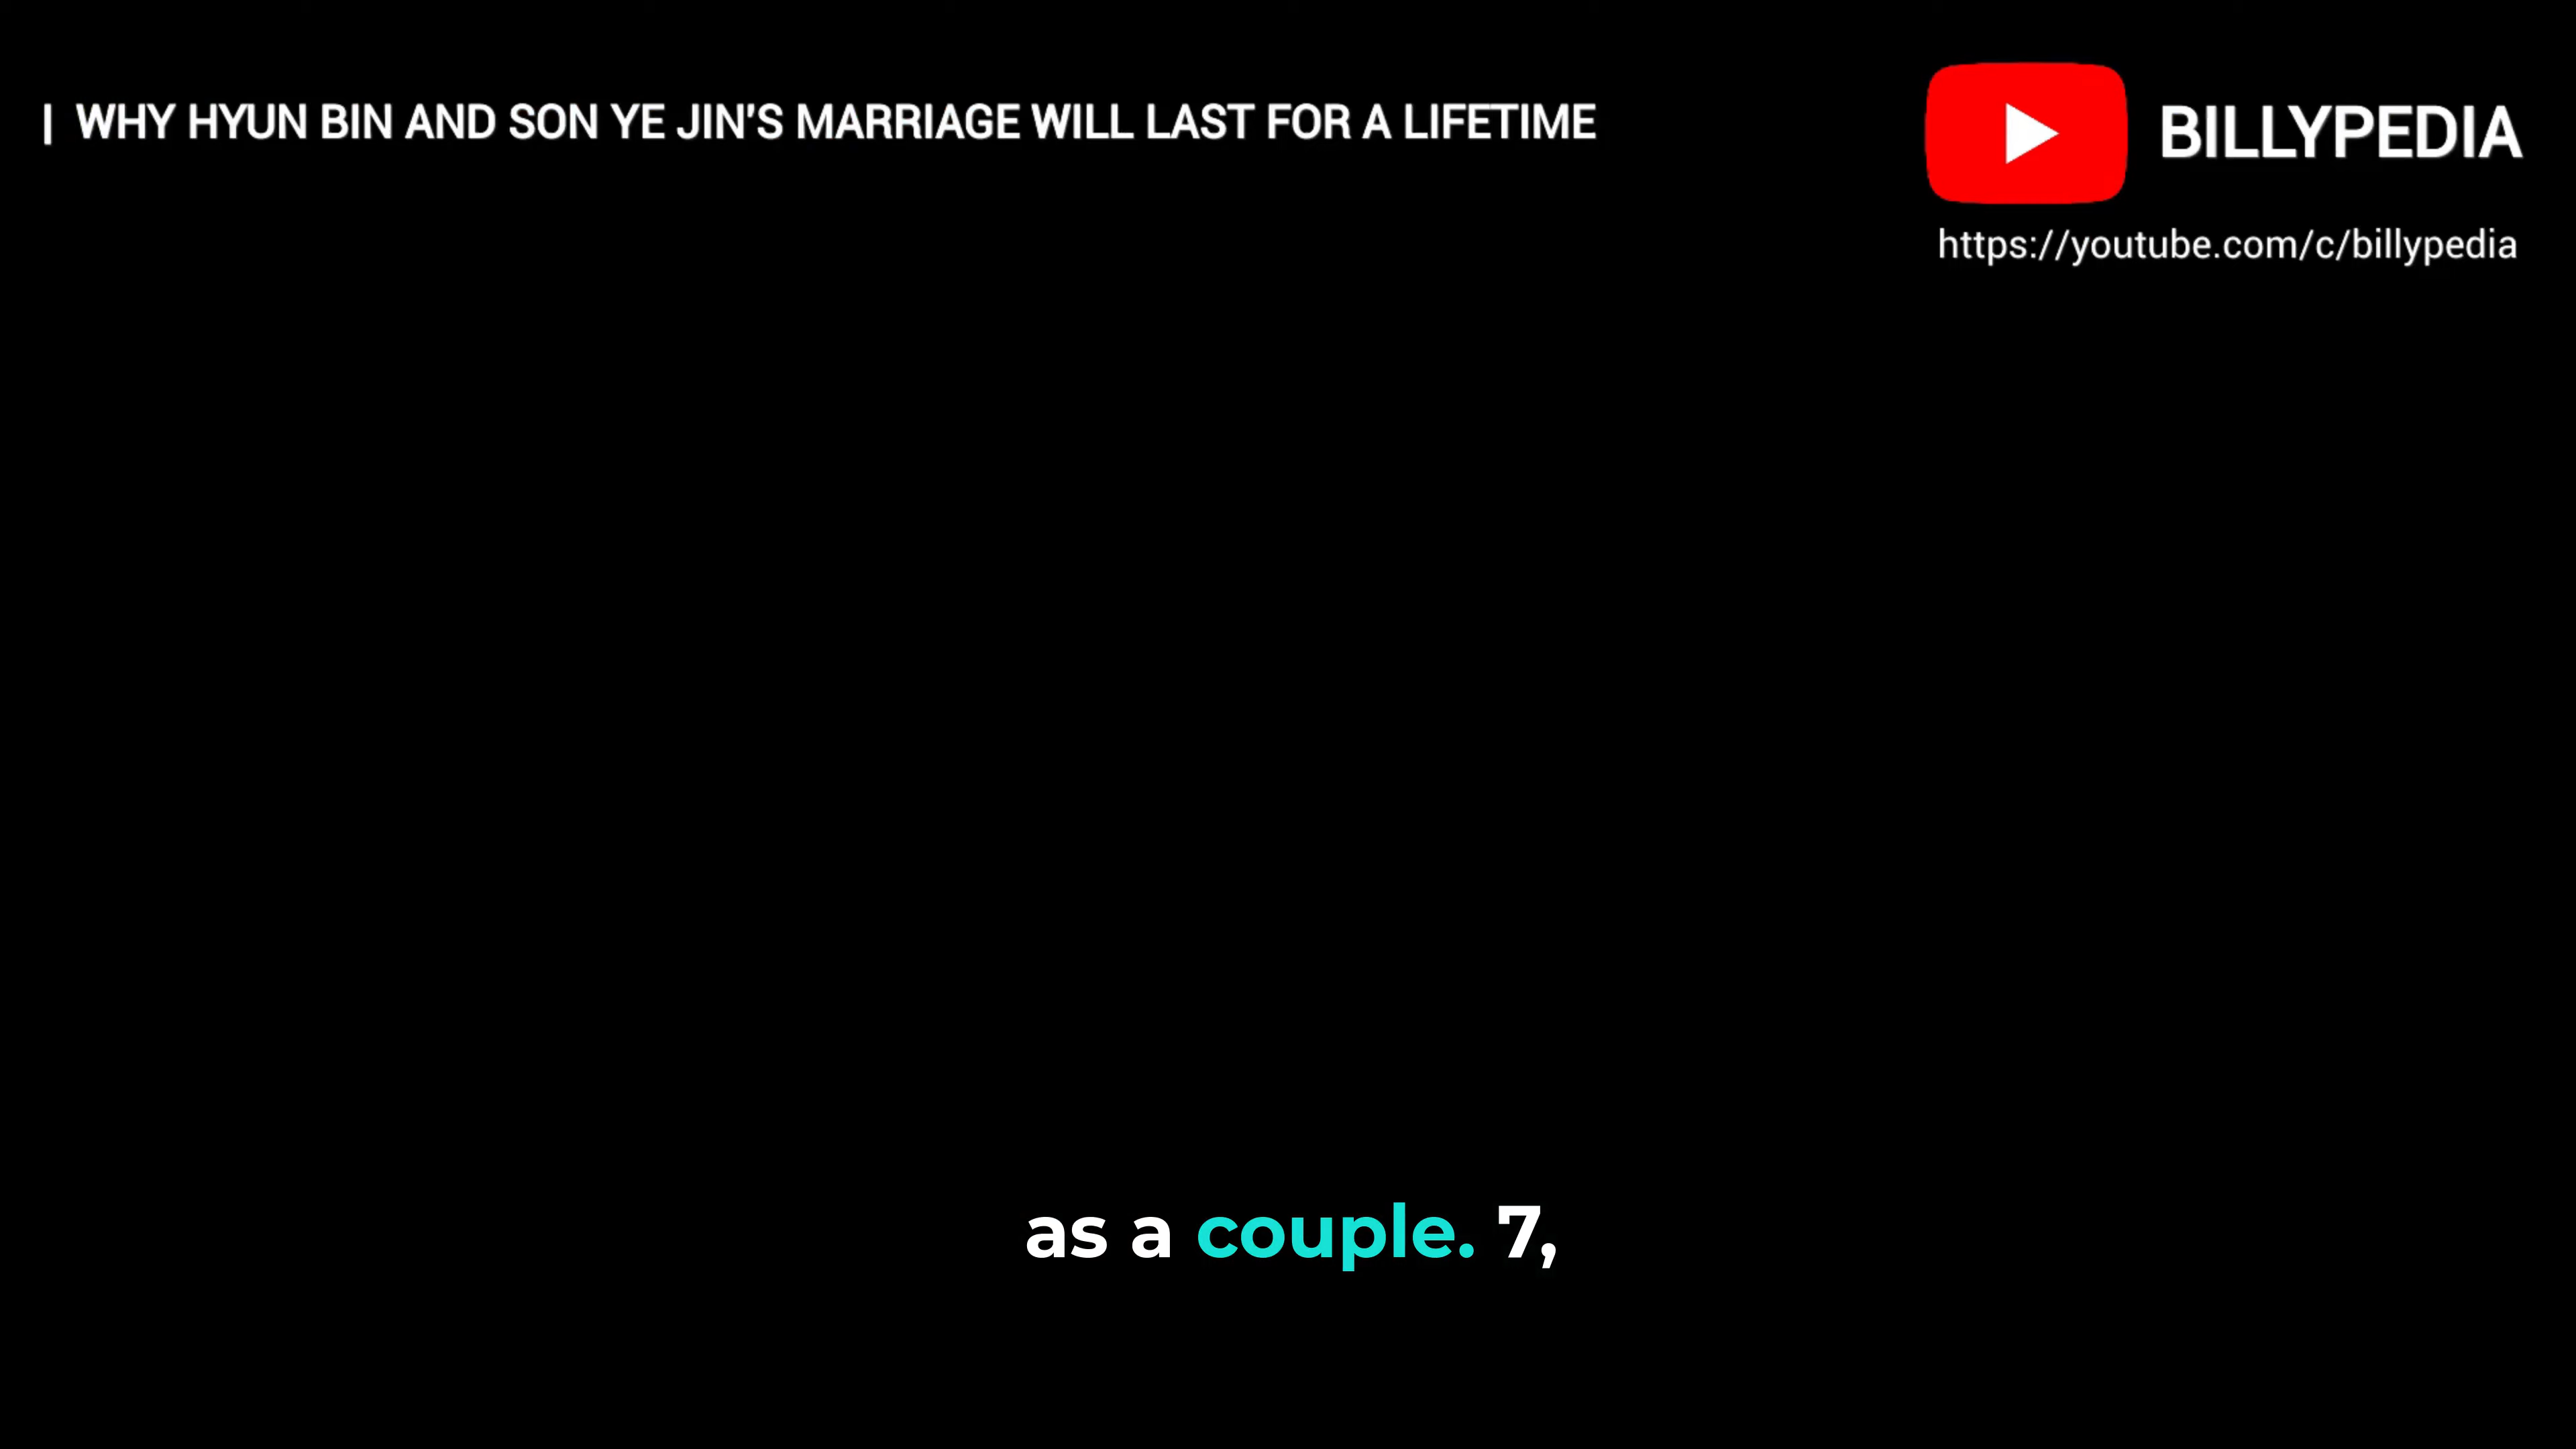 | WHY HYUN BIN AND SON YE JIN'S MARRIAGE WILL LAST FOR A LIFETIME
BILLYPEDIA
https://youtube.com/c/billypedia
as a couple. 7,